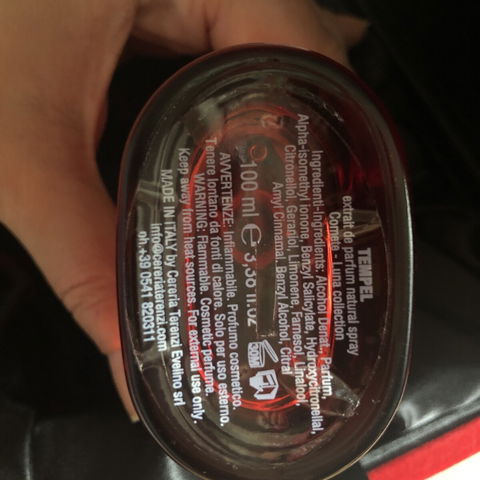 TEMPEL
extrait de parfum natural spray
Comete - Luna collection
Ingredienti-Ingredients: Alcohol Denat., Parfum,
Alpha-isomethyl Ionone, Benzyl Salicylate, Hydroxycitronellal,
Citronellol, Geraniol, Limonene, Farnesol, Linalool,
Amyl Cinnamal, Benzyl Alcohol, Citral
100 ml ℮ 3,38 fl.oz
AVVERTENZE: Infiammabile. Profumo cosmetico
Tenere lontano da fonti di calore. Solo per uso esterno.
WARNING: Flammable. Cosmetic perfume.
Keep away from heat sources. For external use only.
MADE IN ITALY by Cereria Terenzi Evelino srl
info@cereriaterenzi.com
ph.+39 0541 820311